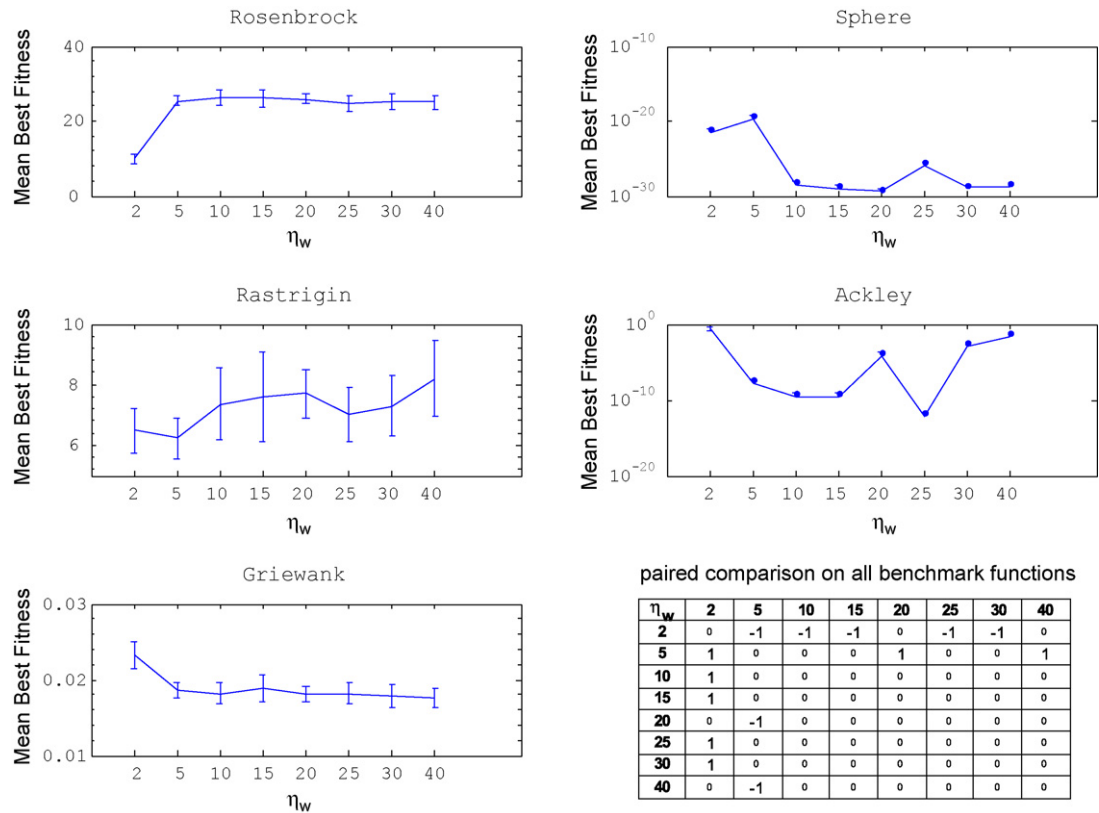 Rosenbrock
Mean Best Fitness
40
20
0
2 5 10 15 20 25 30 40
ηw
Sphere
Mean Best Fitness
10^-10
10^-20
10^-30
2 5 10 15 20 25 30 40
ηw
Rastrigin
Mean Best Fitness
10
8
6
2 5 10 15 20 25 30 40
ηw
Ackley
Mean Best Fitness
10^0
10^-10
10^-20
2 5 10 15 20 25 30 40
ηw
Griewank
Mean Best Fitness
0.03
0.02
0.01
2 5 10 15 20 25 30 40
ηw
paired comparison on all benchmark functions
ηw 2 5 10 15 20 25 30 40
2 0 -1 -1 -1 0 -1 -1 0
5 1 0 0 0 1 0 0 1
10 1 0 0 0 0 0 0 0
15 1 0 0 0 0 0 0 0
20 0 -1 0 0 0 0 0 0
25 1 0 0 0 0 0 0 0
30 1 0 0 0 0 0 0 0
40 0 -1 0 0 0 0 0 0